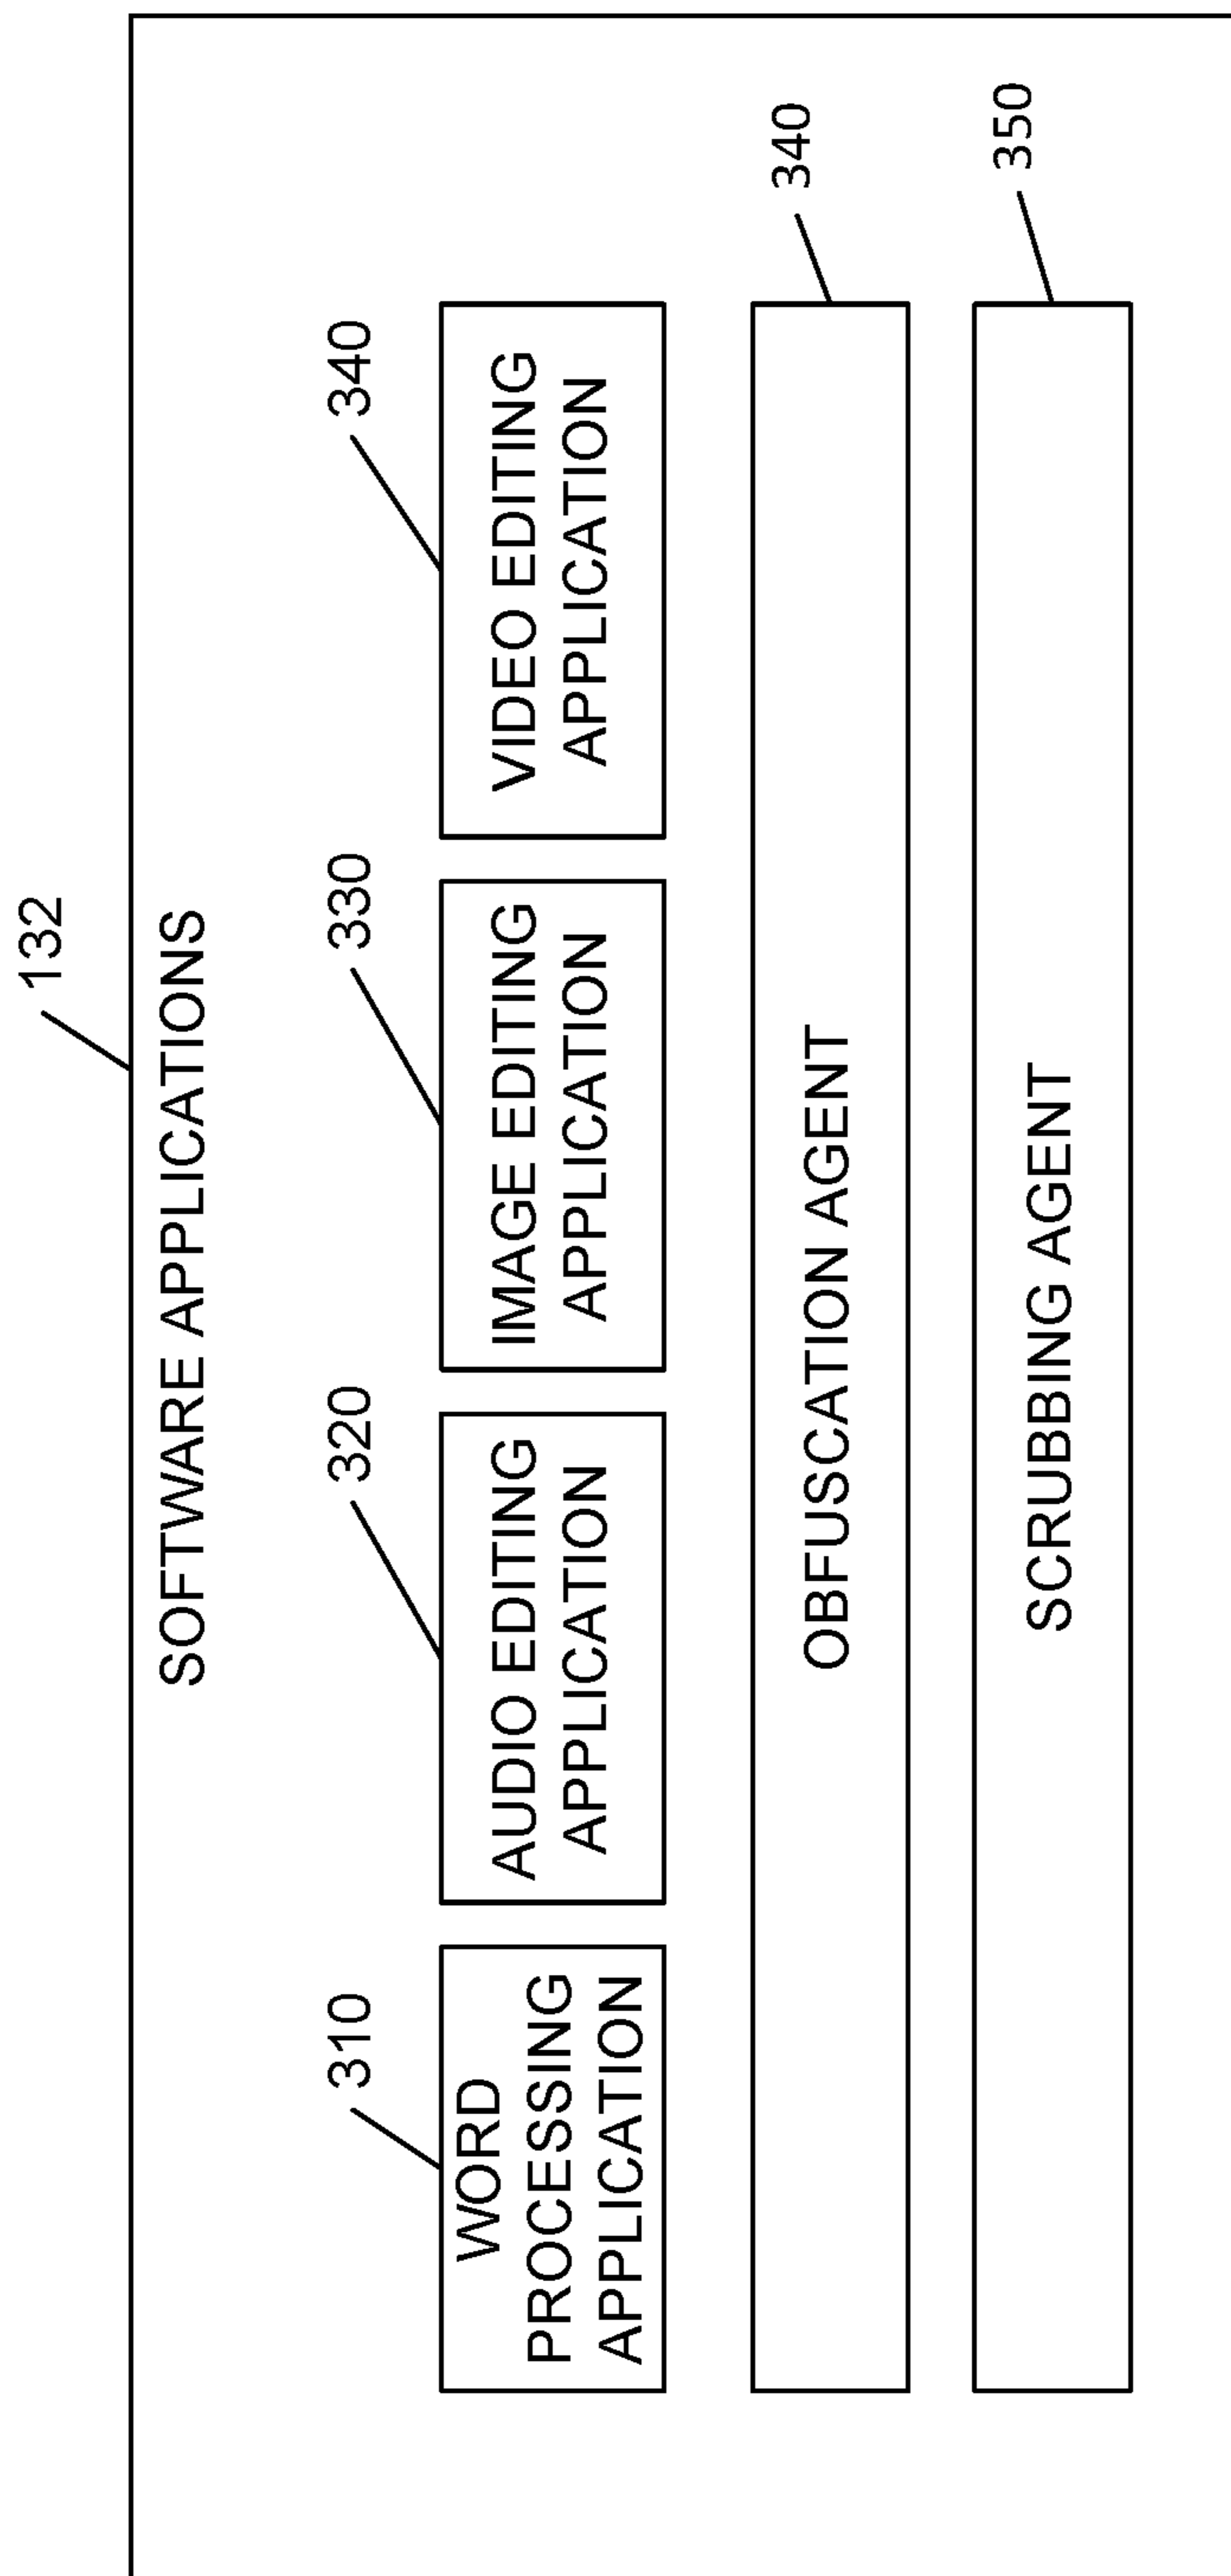 132
SOFTWARE APPLICATIONS
310
320
330
340
WORD
PROCESSING
APPLICATION
AUDIO EDITING
APPLICATION
IMAGE EDITING
APPLICATION
VIDEO EDITING
APPLICATION
340
OBFUSCATION AGENT
350
SCRUBBING AGENT